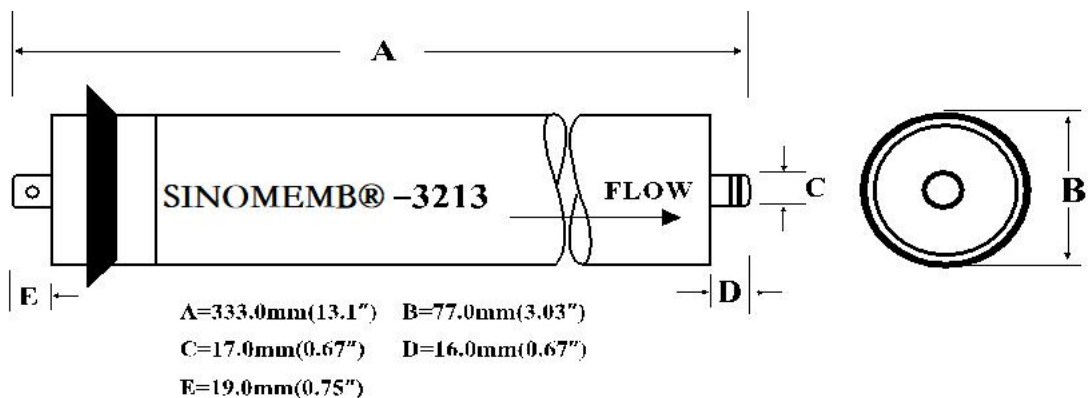 A
SINOMEMB® –3213
FLOW
C
B
E
D
A=333.0mm(13.1″) B=77.0mm(3.03″)
C=17.0mm(0.67″) D=16.0mm(0.67″)
E=19.0mm(0.75″)